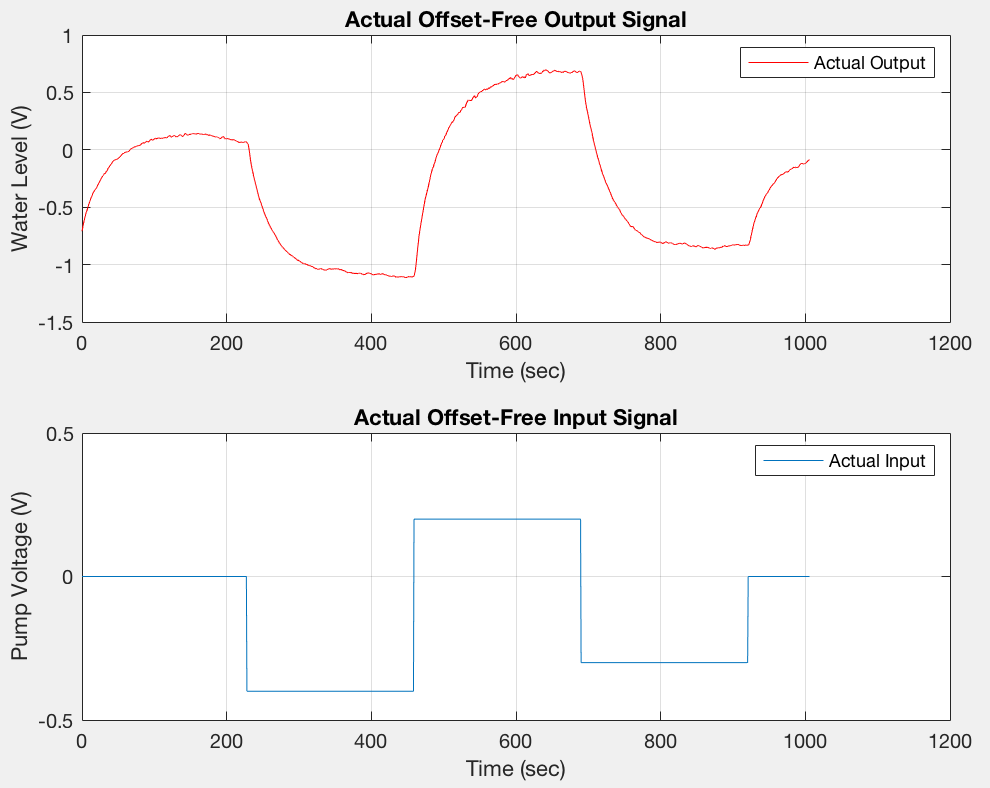 Actual Offset-Free Output Signal
1
0.5
0
-0.5
-1
-1.5
Water Level (V)
Actual Output
0 200 400 600 800 1000 1200
Time (sec)
Actual Offset-Free Input Signal
0.5
0
-0.5
Pump Voltage (V)
Actual Input
0 200 400 600 800 1000 1200
Time (sec)